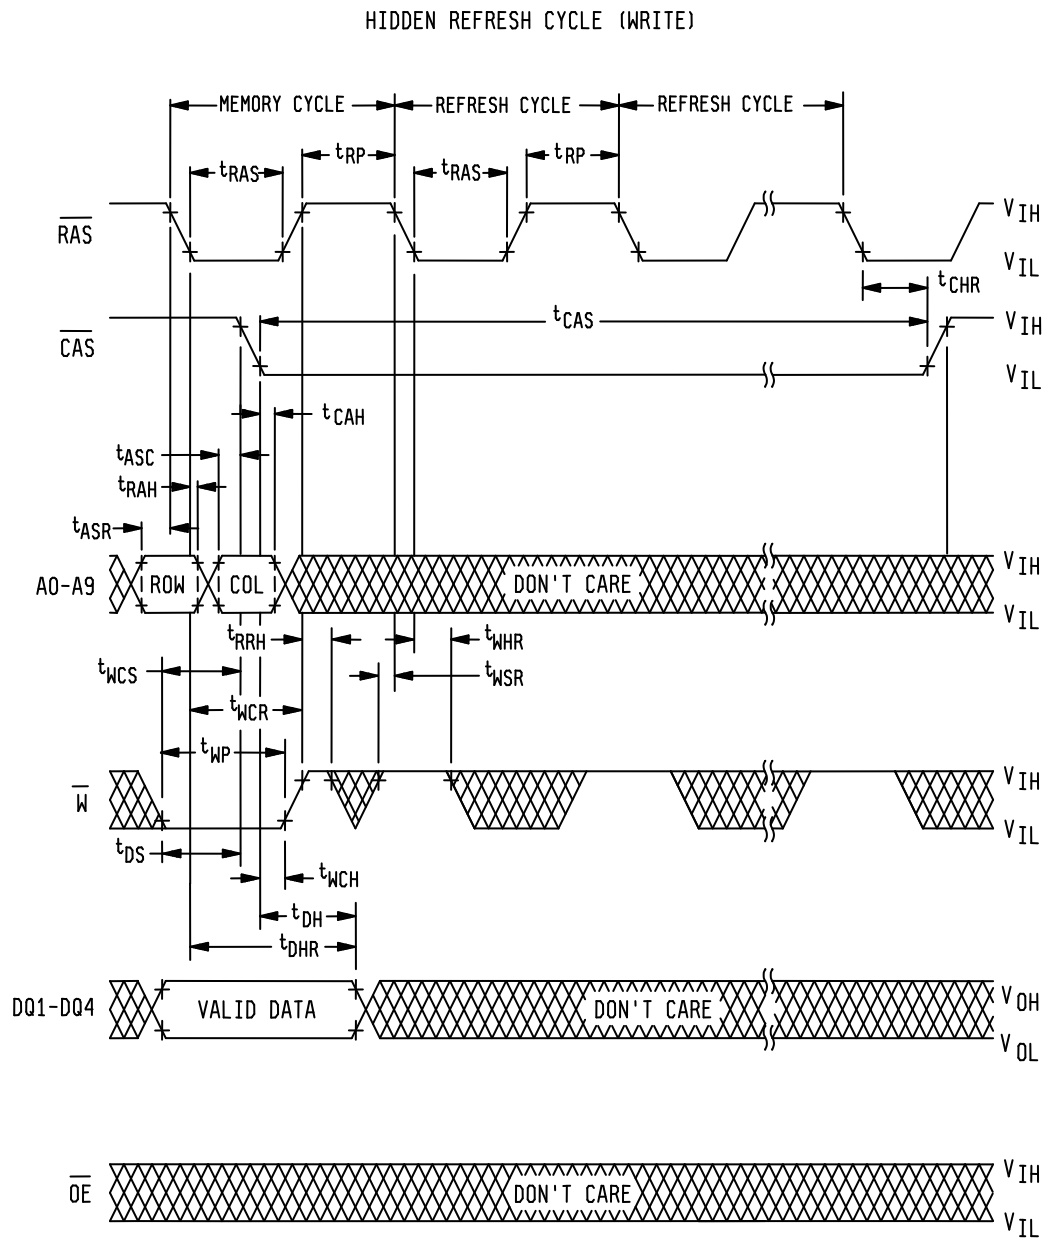 HIDDEN REFRESH CYCLE (WRITE)
MEMORY CYCLE REFRESH CYCLE REFRESH CYCLE
tRP tRP
tRAS tRAS
RAS VIH
VIL
tCHR
tCAS
CAS VIH
VIL
tCAH
tASC
tRAH
tASR
A0-A9 ROW COL DON'T CARE VIH
VIL
tRRH tWHR
tWCS tWSR
tWCR
tWP
W VIH
VIL
tDS
tWCH
tDH
tDHR
DQ1-DQ4 VALID DATA DON'T CARE VOH
VOL
OE DON'T CARE VIH
VIL